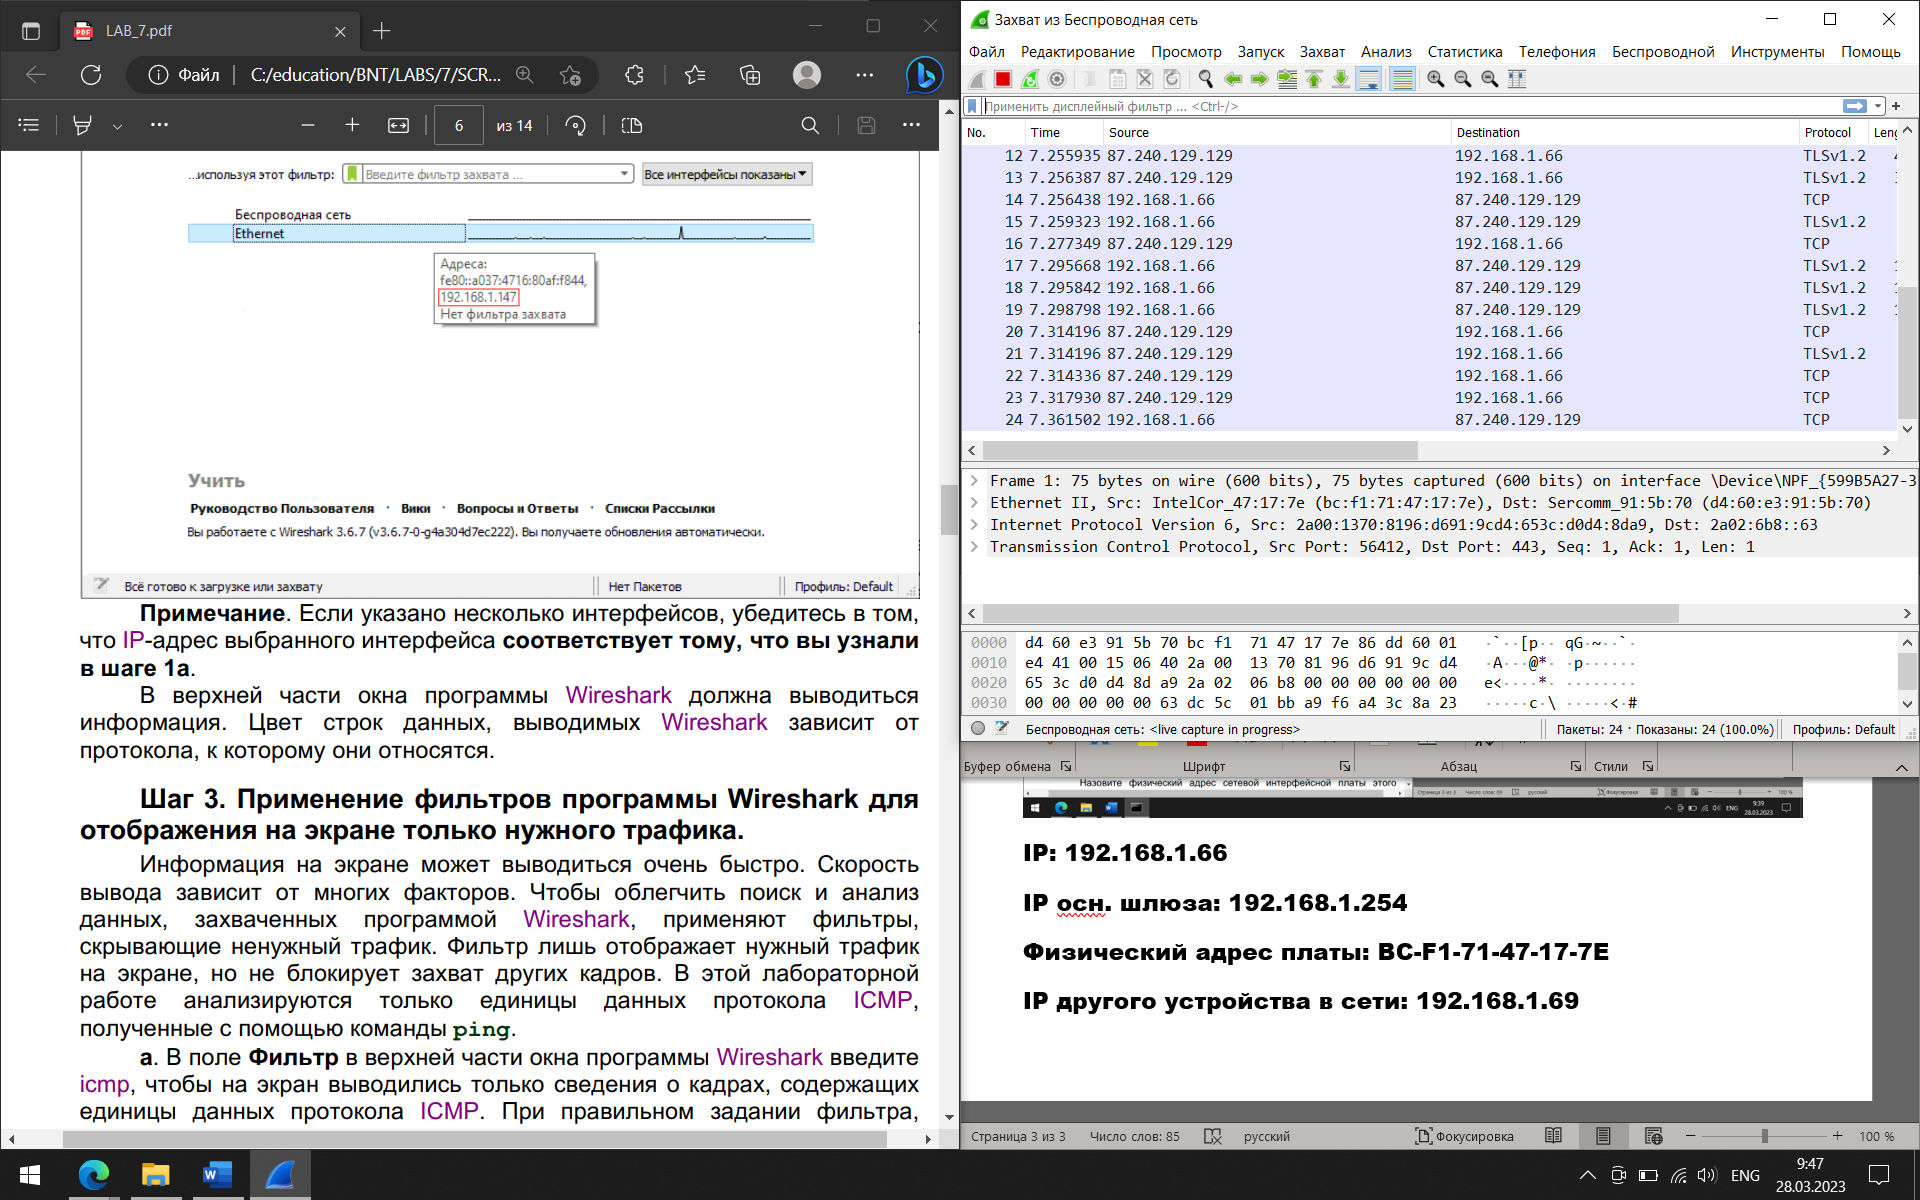 LAB_7.pdf
Файл
C:/education/BNT/LABS/7/SCR...
6
из 14
...используя этот фильтр:
Введите фильтр захвата ...
Все интерфейсы показаны
Беспроводная сеть
Ethernet
Адреса:
fe80::a037:4716:80af:f844,
192.168.1.147
Нет фильтра захвата
Учить
Руководство Пользователя · Вики · Вопросы и Ответы · Списки Рассылки
Вы работаете с Wireshark 3.6.7 (v3.6.7-0-g4a304d7ec222). Вы получаете обновления автоматически.
Всё готово к загрузке или захвату
Нет Пакетов
Профиль: Default
Примечание. Если указано несколько интерфейсов, убедитесь в том,
что IP-адрес выбранного интерфейса соответствует тому, что вы узнали
в шаге 1a.
В верхней части окна программы Wireshark должна выводиться
информация. Цвет строк данных, выводимых Wireshark зависит от
протокола, к которому они относятся.
Шаг 3. Применение фильтров программы Wireshark для
отображения на экране только нужного трафика.
Информация на экране может выводиться очень быстро. Скорость
вывода зависит от многих факторов. Чтобы облегчить поиск и анализ
данных, захваченных программой Wireshark, применяют фильтры,
скрывающие ненужный трафик. Фильтр лишь отображает нужный трафик
на экране, но не блокирует захват других кадров. В этой лабораторной
работе анализируются только единицы данных протокола ICMP,
полученные с помощью команды ping.
a. В поле Фильтр в верхней части окна программы Wireshark введите
icmp, чтобы на экран выводились только сведения о кадрах, содержащих
единицы данных протокола ICMP. При правильном задании фильтра,
Захват из Беспроводная сеть
Файл Редактирование Просмотр Запуск Захват Анализ Статистика Телефония Беспроводной Инструменты Помощь
Применить дисплейный фильтр ... <Ctrl-/>
No. Time Source Destination Protocol Leng
12 7.255935 87.240.129.129 192.168.1.66 TLSv1.2
13 7.256387 87.240.129.129 192.168.1.66 TLSv1.2
14 7.256438 192.168.1.66 87.240.129.129 TCP
15 7.259323 192.168.1.66 87.240.129.129 TLSv1.2
16 7.277349 87.240.129.129 192.168.1.66 TCP
17 7.295668 192.168.1.66 87.240.129.129 TLSv1.2
18 7.295842 192.168.1.66 87.240.129.129 TLSv1.2
19 7.298798 192.168.1.66 87.240.129.129 TLSv1.2
20 7.314196 87.240.129.129 192.168.1.66 TCP
21 7.314196 87.240.129.129 192.168.1.66 TLSv1.2
22 7.314336 87.240.129.129 192.168.1.66 TCP
23 7.317930 87.240.129.129 192.168.1.66 TCP
24 7.361502 192.168.1.66 87.240.129.129 TCP
Frame 1: 75 bytes on wire (600 bits), 75 bytes captured (600 bits) on interface \Device\NPF_{599B5A27-3
Ethernet II, Src: IntelCor_47:17:7e (bc:f1:71:47:17:7e), Dst: Sercomm_91:5b:70 (d4:60:e3:91:5b:70)
Internet Protocol Version 6, Src: 2a00:1370:8196:d691:9cd4:653c:d0d4:8da9, Dst: 2a02:6b8::63
Transmission Control Protocol, Src Port: 56412, Dst Port: 443, Seq: 1, Ack: 1, Len: 1
0000 d4 60 e3 91 5b 70 bc f1 71 47 17 7e 86 dd 60 01 ·`··[p·· qG·~··`·
0010 e4 41 00 15 06 40 2a 00 13 70 81 96 d6 91 9c d4 ·A···@*· ·p······
0020 65 3c d0 d4 8d a9 2a 02 06 b8 00 00 00 00 00 00 e<····*· ········
0030 00 00 00 00 00 63 dc 5c 01 bb a9 f6 a4 3c 8a 23 ·····c·\ ·····<·#
Беспроводная сеть: <live capture in progress>
Пакеты: 24 · Показаны: 24 (100.0%)
Профиль: Default
Буфер обмена
Шрифт
Абзац
Стили
Назовите физический адрес сетевой интерфейсной платы этого
ENG
9:39
28.03.2023
IP: 192.168.1.66
IP осн. шлюза: 192.168.1.254
Физический адрес платы: BC-F1-71-47-17-7E
IP другого устройства в сети: 192.168.1.69
Страница 3 из 3
Число слов: 85
русский
Фокусировка
100 %
ENG
9:47
28.03.2023